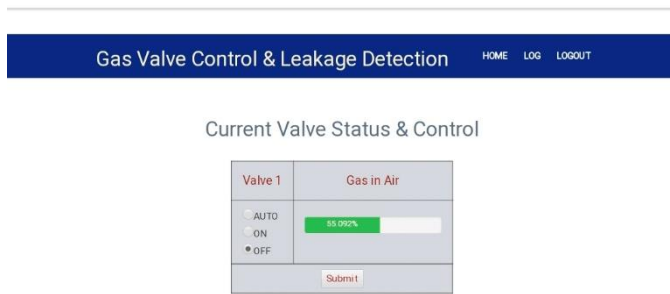 Gas Valve Control & Leakage Detection HOME LOG LOGOUT
Current Valve Status & Control
Valve 1 Gas in Air
AUTO
55.092%
ON
OFF
Submit